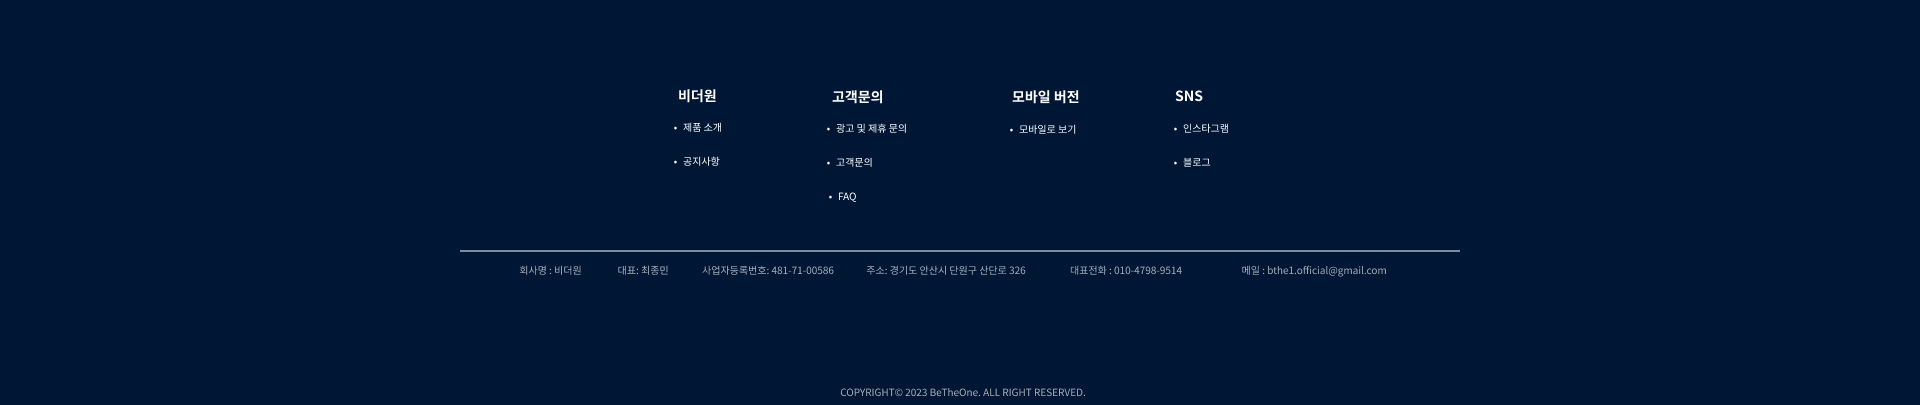 비더원
• 제품 소개
• 공지사항
고객문의
• 광고 및 제휴 문의
• 고객문의
• FAQ
모바일 버전
• 모바일로 보기
SNS
• 인스타그램
• 블로그
회사명 : 비더원 대표: 최종민 사업자등록번호: 481-71-00586 주소: 경기도 안산시 단원구 산단로 326 대표전화 : 010-4798-9514 메일 : bthe1.official@gmail.com
COPYRIGHT© 2023 BeTheOne. ALL RIGHT RESERVED.